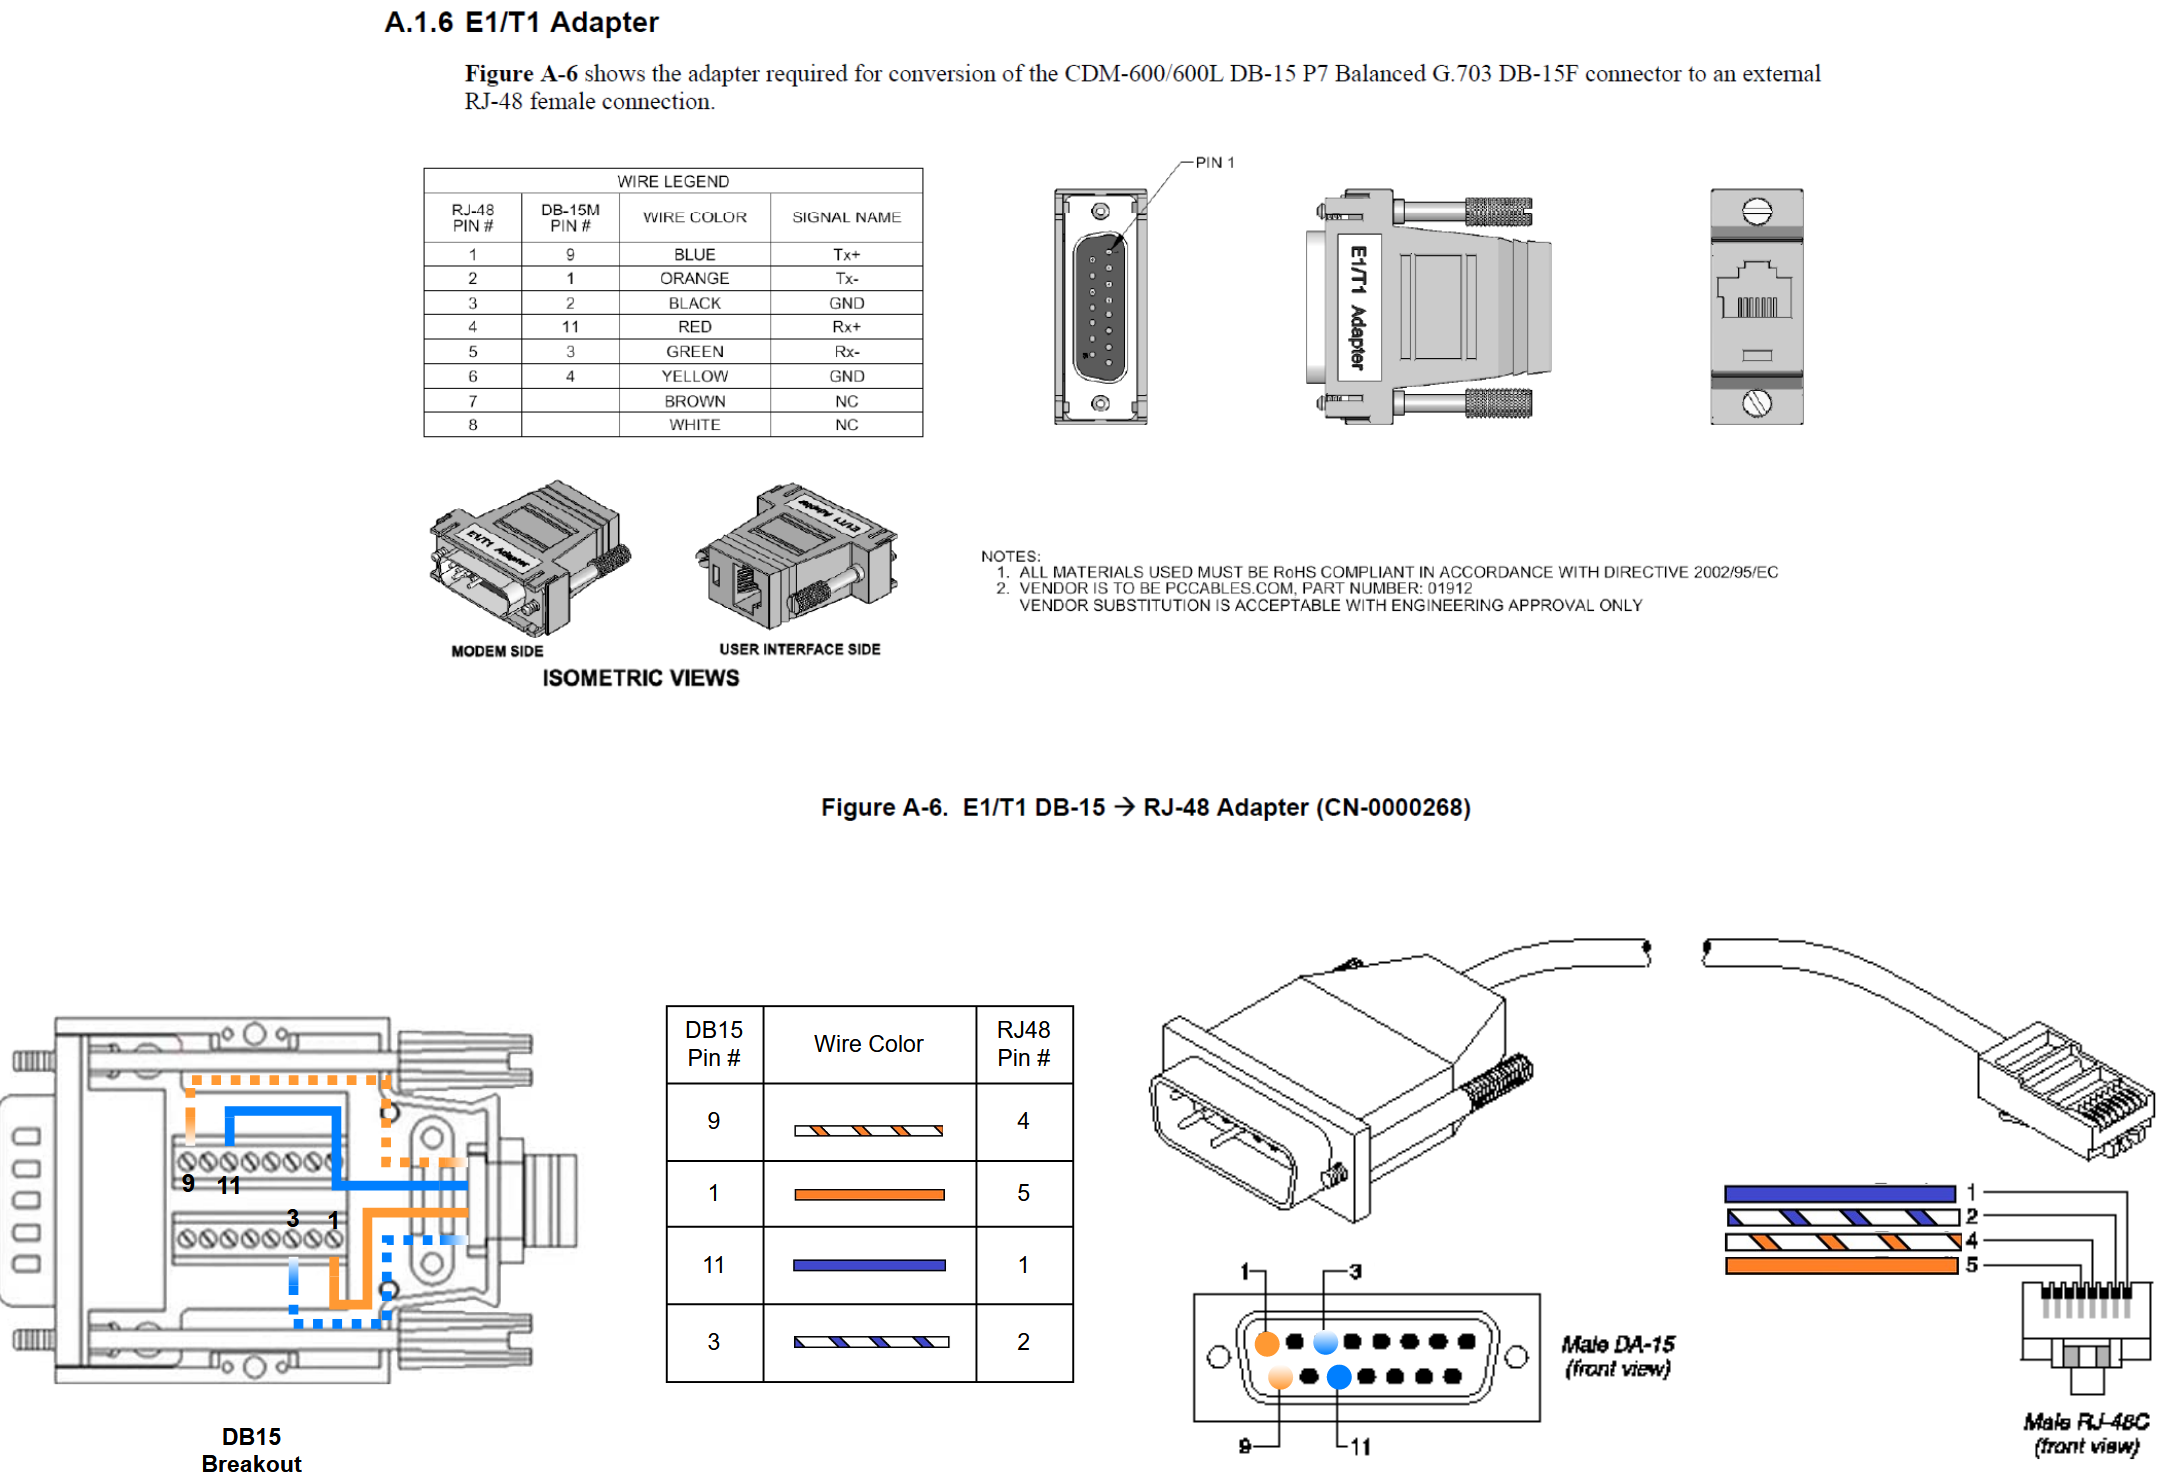 A.1.6 E1/T1 Adapter
Figure A-6 shows the adapter required for conversion of the CDM-600/600L DB-15 P7 Balanced G.703 DB-15F connector to an external
RJ-48 female connection.
WIRE LEGEND
RJ-48 PIN # DB-15M PIN # WIRE COLOR SIGNAL NAME
1 9 BLUE Tx+
2 1 ORANGE Tx-
3 2 BLACK GND
4 11 RED Rx+
5 3 GREEN Rx-
6 4 YELLOW GND
7 BROWN NC
8 WHITE NC
PIN 1
E1/T1 Adapter
E1/T1 Adapter
E1/T1 Adapter
MODEM SIDE
USER INTERFACE SIDE
ISOMETRIC VIEWS
NOTES:
1. ALL MATERIALS USED MUST BE RoHS COMPLIANT IN ACCORDANCE WITH DIRECTIVE 2002/95/EC
2. VENDOR IS TO BE PCCABLES.COM, PART NUMBER: 01912
VENDOR SUBSTITUTION IS ACCEPTABLE WITH ENGINEERING APPROVAL ONLY
Figure A-6. E1/T1 DB-15 → RJ-48 Adapter (CN-0000268)
9 11
3 1
DB15
Breakout
DB15 Pin # Wire Color RJ48 Pin #
9 4
1 5
11 1
3 2
1 3
9 11
Male DA-15
(front view)
1
2
4
5
Male RJ-48C
(front view)